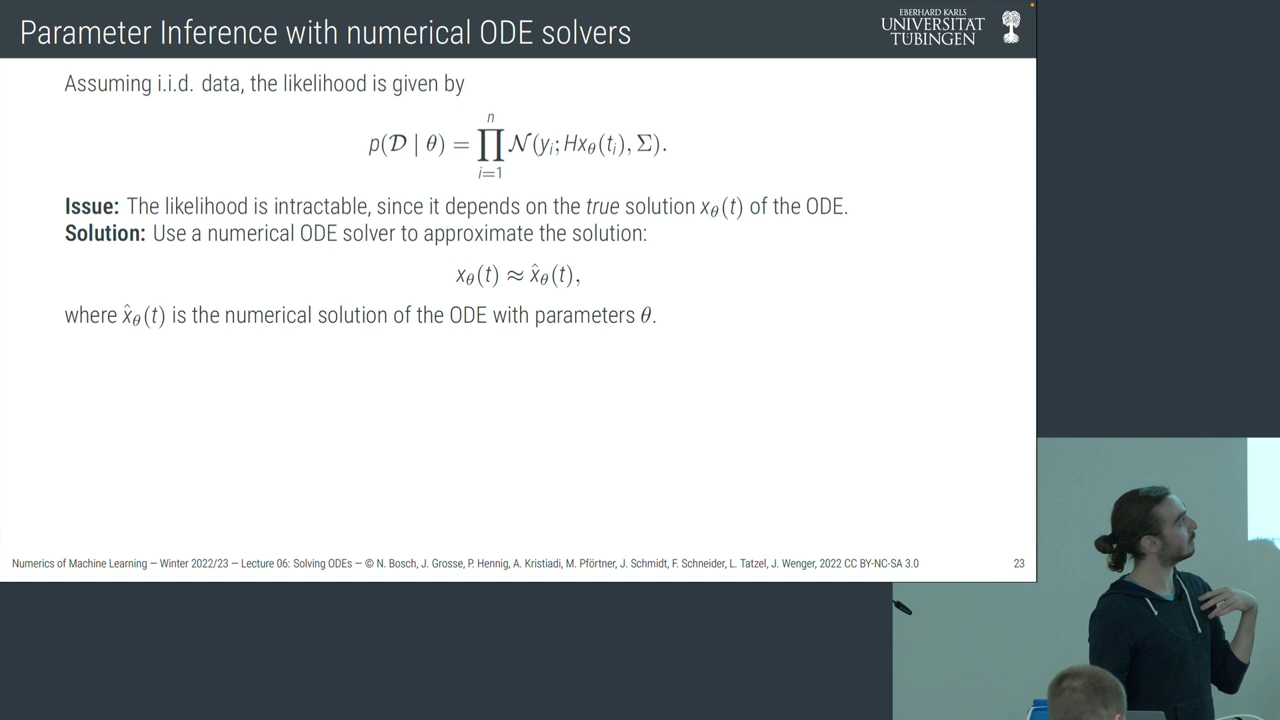 Parameter Inference with numerical ODE solvers
EBERHARD KARLS
UNIVERSITÄT
TÜBINGEN
Assuming i.i.d. data, the likelihood is given by
p(𝒟 | θ) = ∏ᵢ₌₁ⁿ 𝒩(yᵢ; Hx_θ(tᵢ), Σ).
Issue: The likelihood is intractable, since it depends on the true solution x_θ(t) of the ODE.
Solution: Use a numerical ODE solver to approximate the solution:
x_θ(t) ≈ x̂_θ(t),
where x̂_θ(t) is the numerical solution of the ODE with parameters θ.
Numerics of Machine Learning — Winter 2022/23 — Lecture 06: Solving ODEs — © N. Bosch, J. Grosse, P. Hennig, A. Kristiadi, M. Pförtner, J. Schmidt, F. Schneider, L. Tatzel, J. Wenger, 2022 CC BY-NC-SA 3.0
23